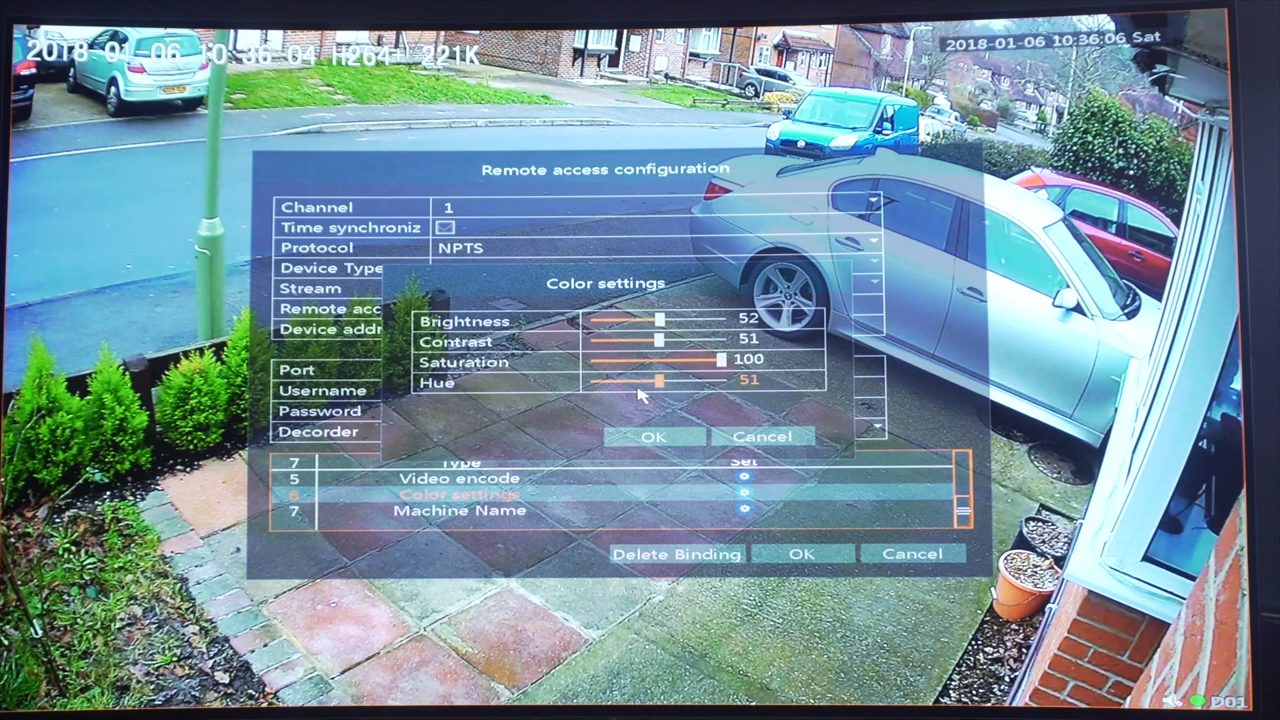 2018-01-06 10:36:04 H264+ 221K
2018-01-06 10:36:06 Sat
Remote access configuration
Channel 1
Time synchroniz
Protocol NPTS
Device Type
Stream
Remote acc
Device addr
Color settings
Brightness 52
Contrast 51
Saturation 100
Hue 51
OK Cancel
Port
Username
Password
Decorder
7 Type Set
5 Video encode
6 Color settings
7 Machine Name
Delete Binding OK Cancel
D01